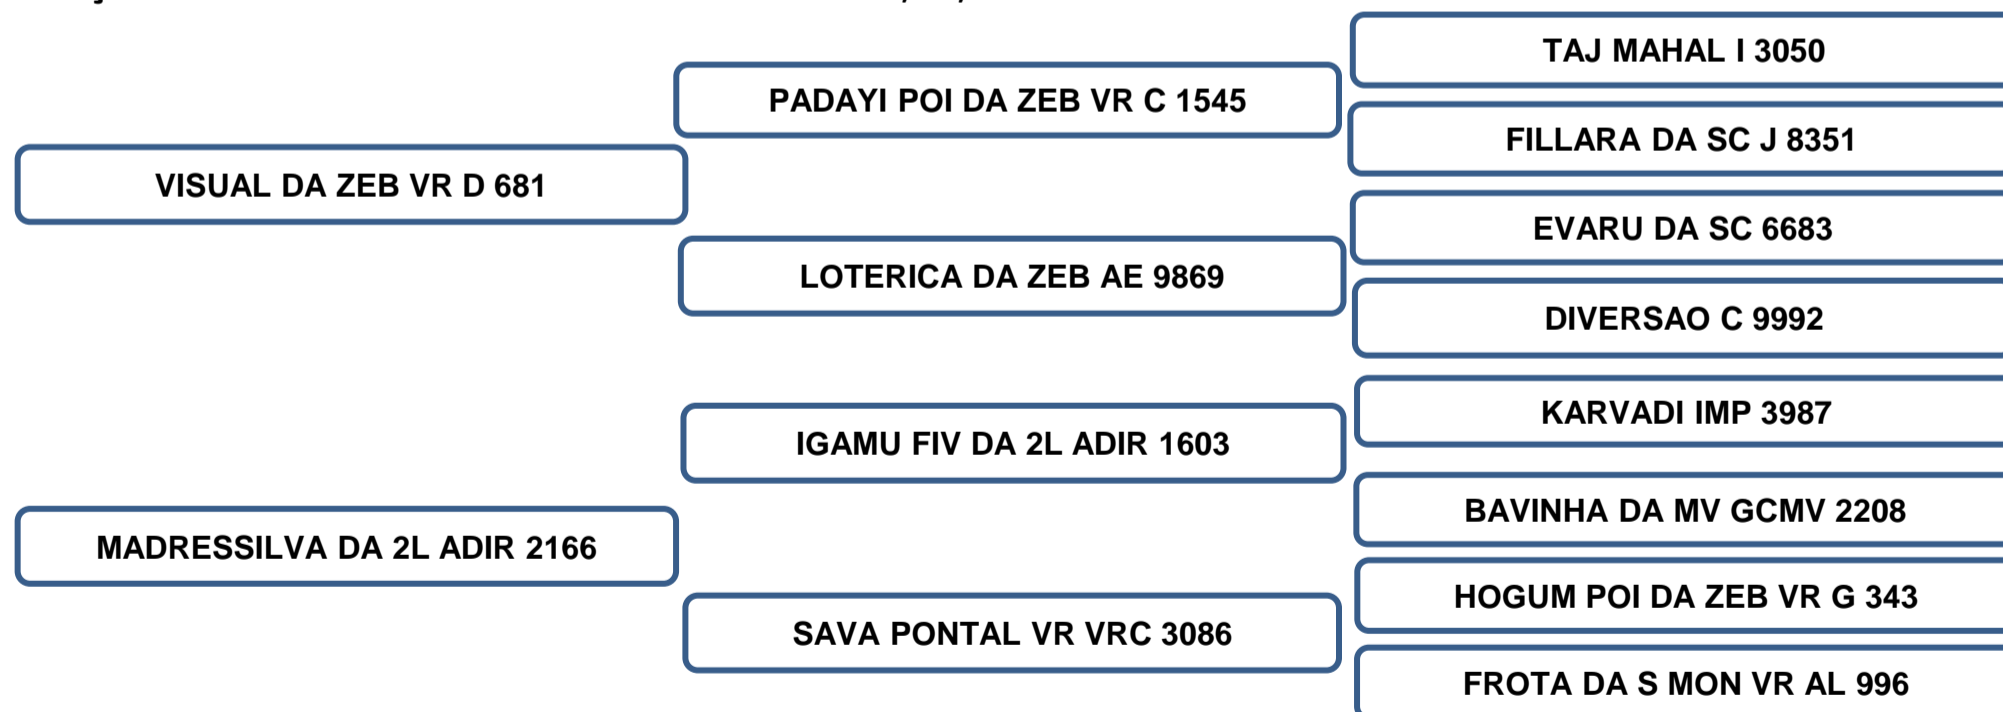 TAJ MAHAL I 3050
PADAYI POI DA ZEB VR C 1545
FILLARA DA SC J 8351
VISUAL DA ZEB VR D 681
EVARU DA SC 6683
LOTERICA DA ZEB AE 9869
DIVERSAO C 9992
KARVADI IMP 3987
IGAMU FIV DA 2L ADIR 1603
BAVINHA DA MV GCMV 2208
MADRESSILVA DA 2L ADIR 2166
HOGUM POI DA ZEB VR G 343
SAVA PONTAL VR VRC 3086
FROTA DA S MON VR AL 996